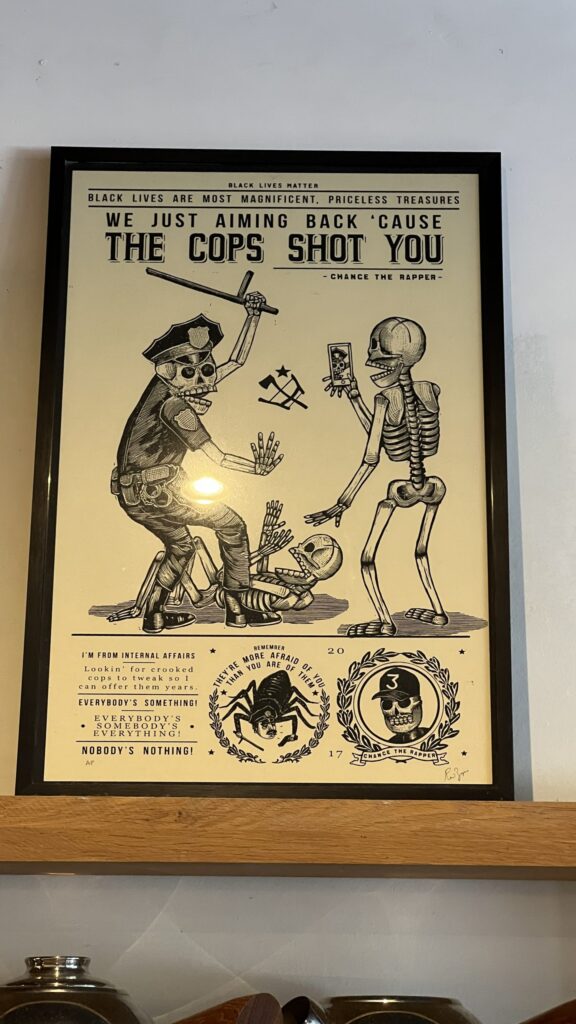 BLACK LIVES MATTER
BLACK LIVES ARE MOST MAGNIFICENT, PRICELESS TREASURES
WE JUST AIMING BACK 'CAUSE
THE COPS SHOT YOU
-CHANCE THE RAPPER-
I'M FROM INTERNAL AFFAIRS
Lookin' for crooked
cops to tweak so I
can offer them years.
EVERYBODY'S SOMETHING!
EVERYBODY'S
SOMEBODY'S
EVERYTHING!
NOBODY'S NOTHING!
AP
REMEMBER
THEY'RE MORE AFRAID OF YOU
THAN YOU ARE OF THEM
20
17
3
CHANCE THE RAPPER